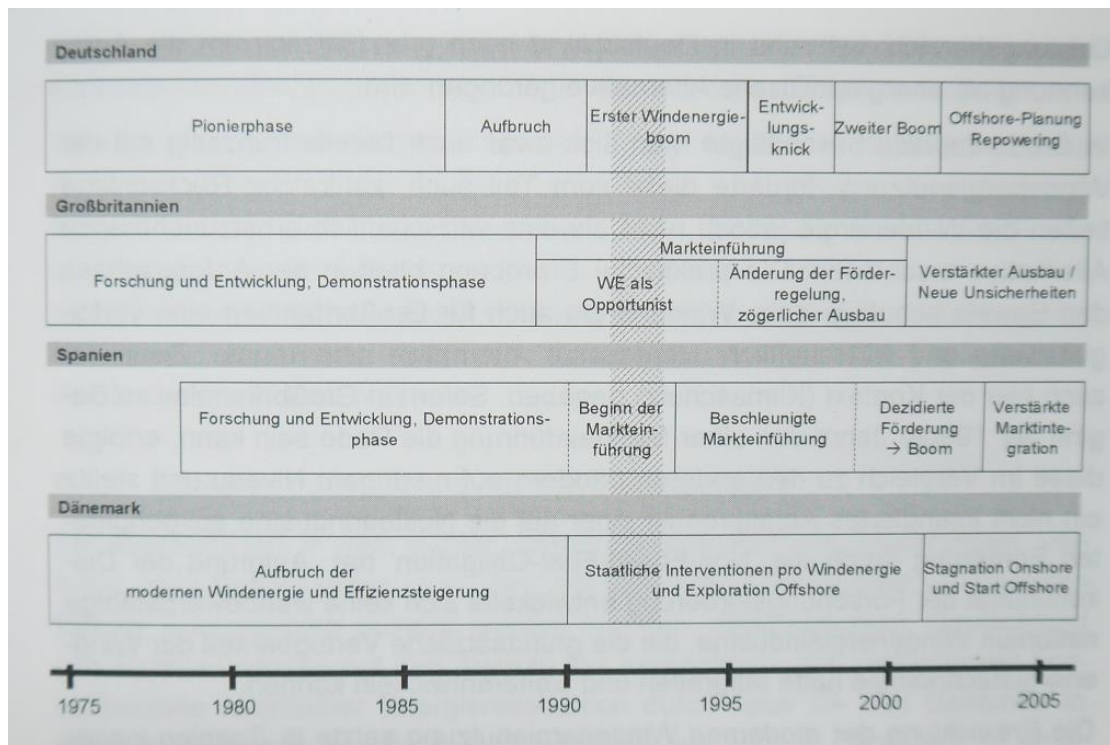 Deutschland
Pionierphase
Aufbruch
Erster Windenergie-
boom
Entwick-
lungs-
knick
Zweiter Boom
Offshore-Planung
Repowering
Großbritannien
Forschung und Entwicklung, Demonstrationsphase
Markteinführung
WE als
Opportunist
Änderung der Förder-
regelung,
zögerlicher Ausbau
Verstärkter Ausbau /
Neue Unsicherheiten
Spanien
Forschung und Entwicklung, Demonstrations-
phase
Beginn der
Marktein-
führung
Beschleunigte
Markteinführung
Dezidierte
Förderung
→ Boom
Verstärkte
Marktinte-
gration
Dänemark
Aufbruch der
modernen Windenergie und Effizienzsteigerung
Staatliche Interventionen pro Windenergie
und Exploration Offshore
Stagnation Onshore
und Start Offshore
1975 1980 1985 1990 1995 2000 2005